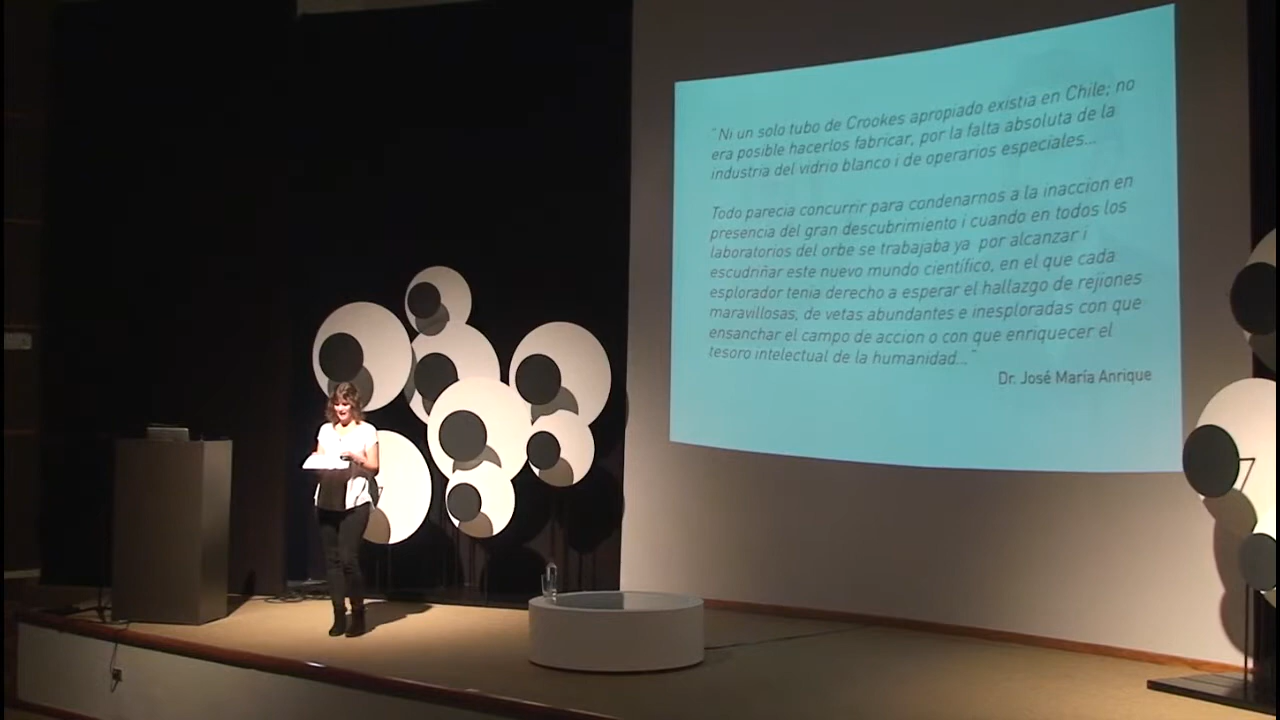 "Ni un solo tubo de Crookes apropiado existia en Chile; no
era posible hacerlos fabricar, por la falta absoluta de la
industria del vidrio blanco i de operarios especiales...
Todo parecia concurrir para condenarnos a la inaccion en
presencia del gran descubrimiento i cuando en todos los
laboratorios del orbe se trabajaba ya por alcanzar i
escudriñar este nuevo mundo científico, en el que cada
esplorador tenia derecho a esperar el hallazgo de rejiones
maravillosas, de vetas abundantes e inesploradas con que
ensanchar el campo de accion o con que enriquecer el
tesoro intelectual de la humanidad..."
Dr. José María Anrique